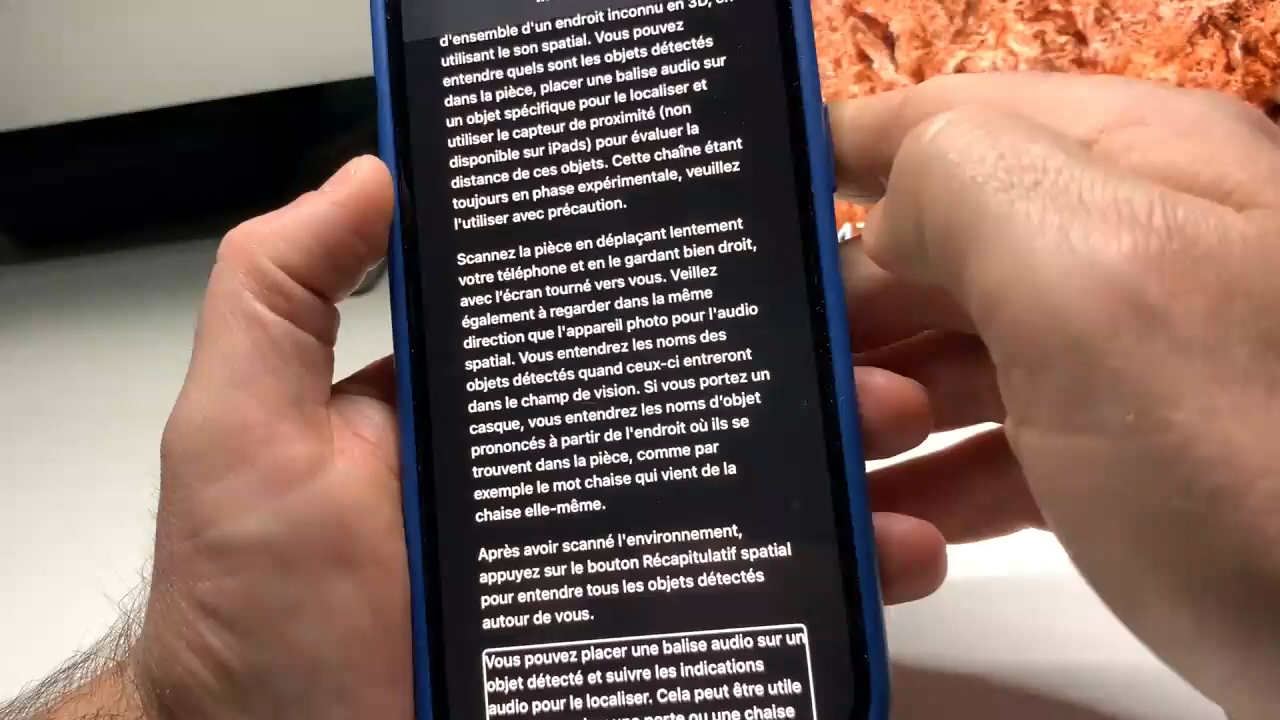 d'ensemble d'un endroit inconnu en 3D, en
utilisant le son spatial. Vous pouvez
entendre quels sont les objets détectés
dans la pièce, placer une balise audio sur
un objet spécifique pour le localiser et
utiliser le capteur de proximité (non
disponible sur iPads) pour évaluer la
distance de ces objets. Cette chaîne étant
toujours en phase expérimentale, veuillez
l'utiliser avec précaution.
Scannez la pièce en déplaçant lentement
votre téléphone et en le gardant bien droit,
avec l'écran tourné vers vous. Veillez
également à regarder dans la même
direction que l'appareil photo pour l'audio
spatial. Vous entendrez les noms des
objets détectés quand ceux-ci entreront
dans le champ de vision. Si vous portez un
casque, vous entendrez les noms d'objet
prononcés à partir de l'endroit où ils se
trouvent dans la pièce, comme par
exemple le mot chaise qui vient de la
chaise elle-même.
Après avoir scanné l'environnement,
appuyez sur le bouton Récapitulatif spatial
pour entendre tous les objets détectés
autour de vous.
Vous pouvez placer une balise audio sur un
objet détecté et suivre les indications
audio pour le localiser. Cela peut être utile
une porte ou une chaise